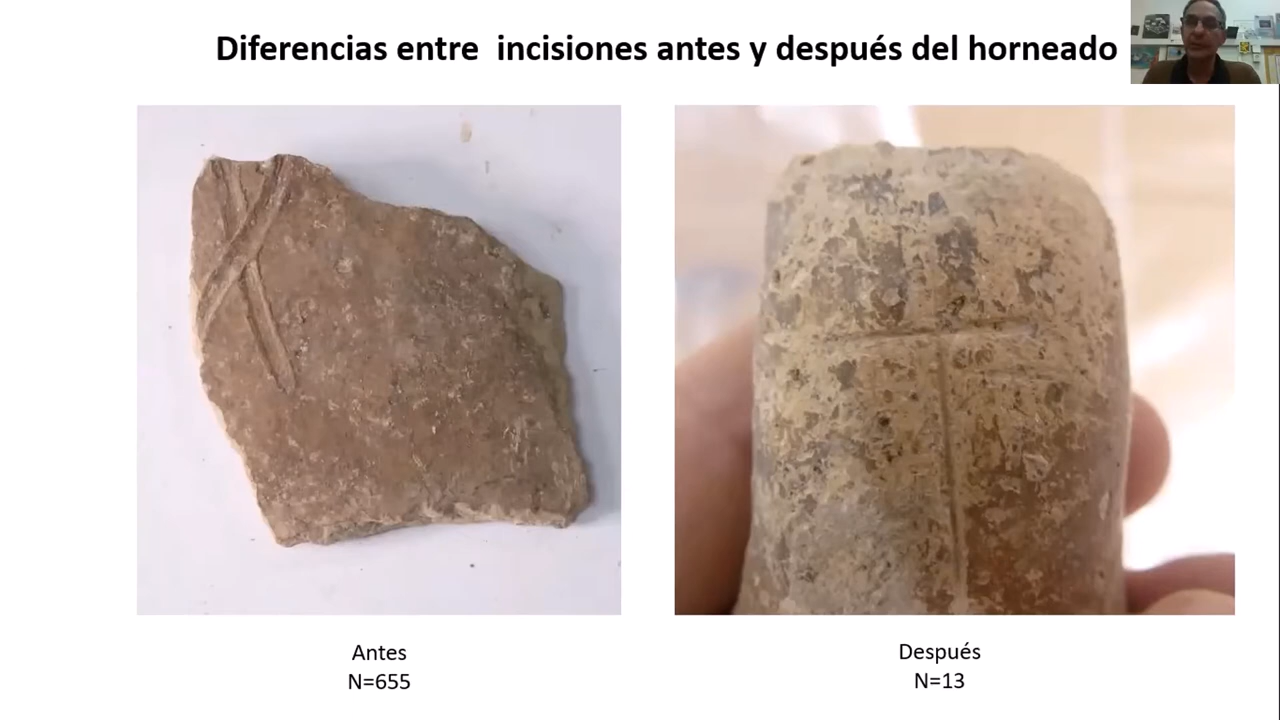 Diferencias entre incisiones antes y después del horneado
Antes
N=655
Después
N=13